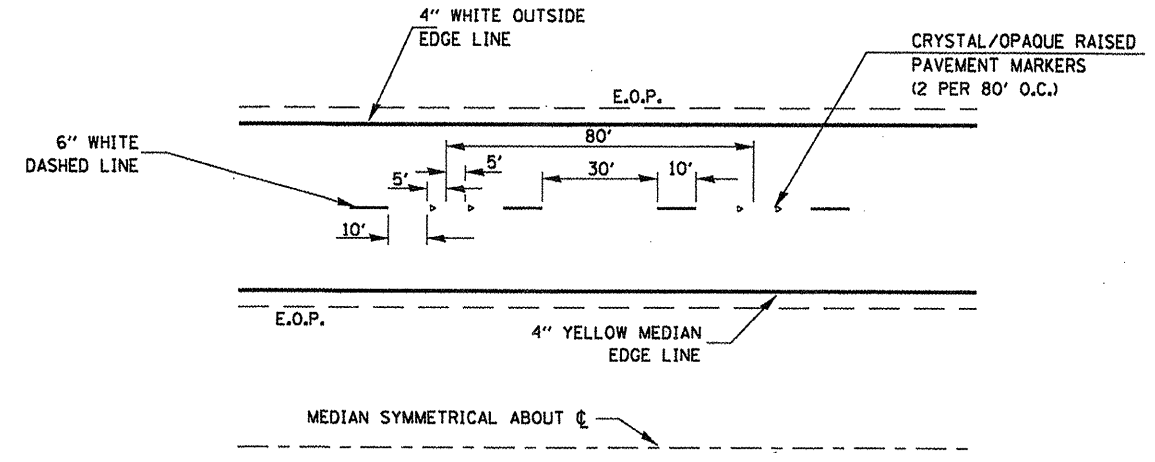 4" WHITE OUTSIDE
EDGE LINE
CRYSTAL/OPAQUE RAISED
PAVEMENT MARKERS
(2 PER 80' O.C.)
E.O.P.
6" WHITE
DASHED LINE
80'
5'
30'
10'
5'
10'
E.O.P.
4" YELLOW MEDIAN
EDGE LINE
MEDIAN SYMMETRICAL ABOUT ℄